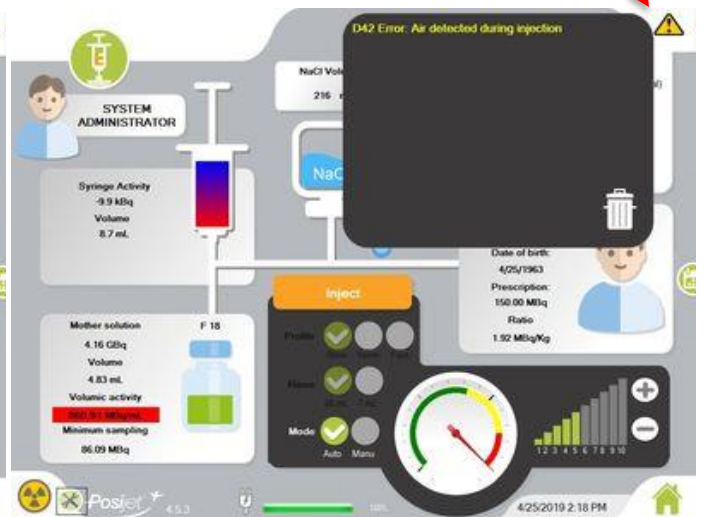 D42 Error: Air detected during injection
E
SYSTEM
ADMINISTRATOR
216
NaCl
Syringe Activity
-9.9 kBq
Volume
8.7 mL
Date of birth:
4/25/1963
Prescription:
150.00 MBq
Ratio
1.92 MBq/Kg
Inject
Profile
Mode
Auto Manu
Mother solution F 18
4.16 GBq
Volume
4.83 mL
Volumic activity
Minimum sampling
86.09 MBq
1 2 3 4 5 6 7 8 9 10
Posijet 4.5.3
4/25/2019 2:18 PM